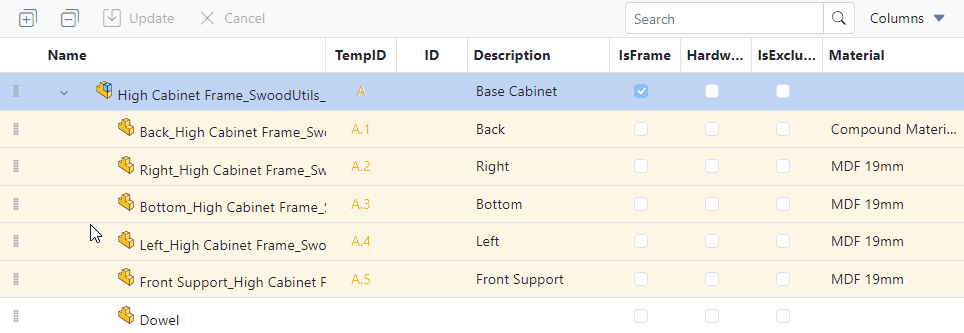 Update Cancel Search Columns
Name TempID ID Description IsFrame Hardw... IsExclu... Material
High Cabinet Frame_SwoodUtils_ A Base Cabinet
Back_High Cabinet Frame_Swo A.1 Back Compound Materi...
Right_High Cabinet Frame_Sw A.2 Right MDF 19mm
Bottom_High Cabinet Frame_S A.3 Bottom MDF 19mm
Left_High Cabinet Frame_Swo A.4 Left MDF 19mm
Front Support_High Cabinet F A.5 Front Support MDF 19mm
Dowel